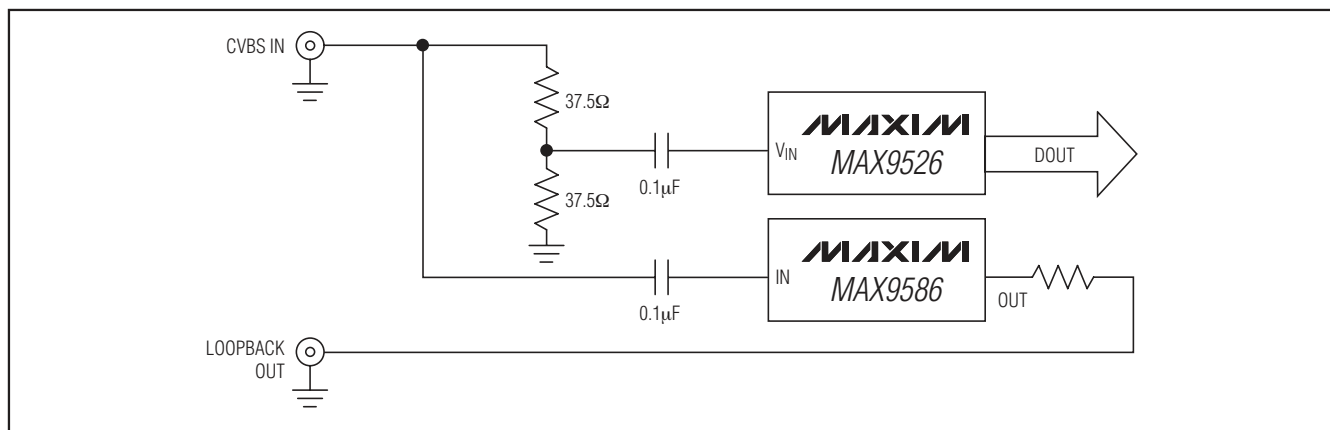 CVBS IN
37.5Ω
MAXIM
VIN
MAX9526
DOUT
0.1μF
37.5Ω
MAXIM
IN
MAX9586
OUT
0.1μF
LOOPBACK
OUT